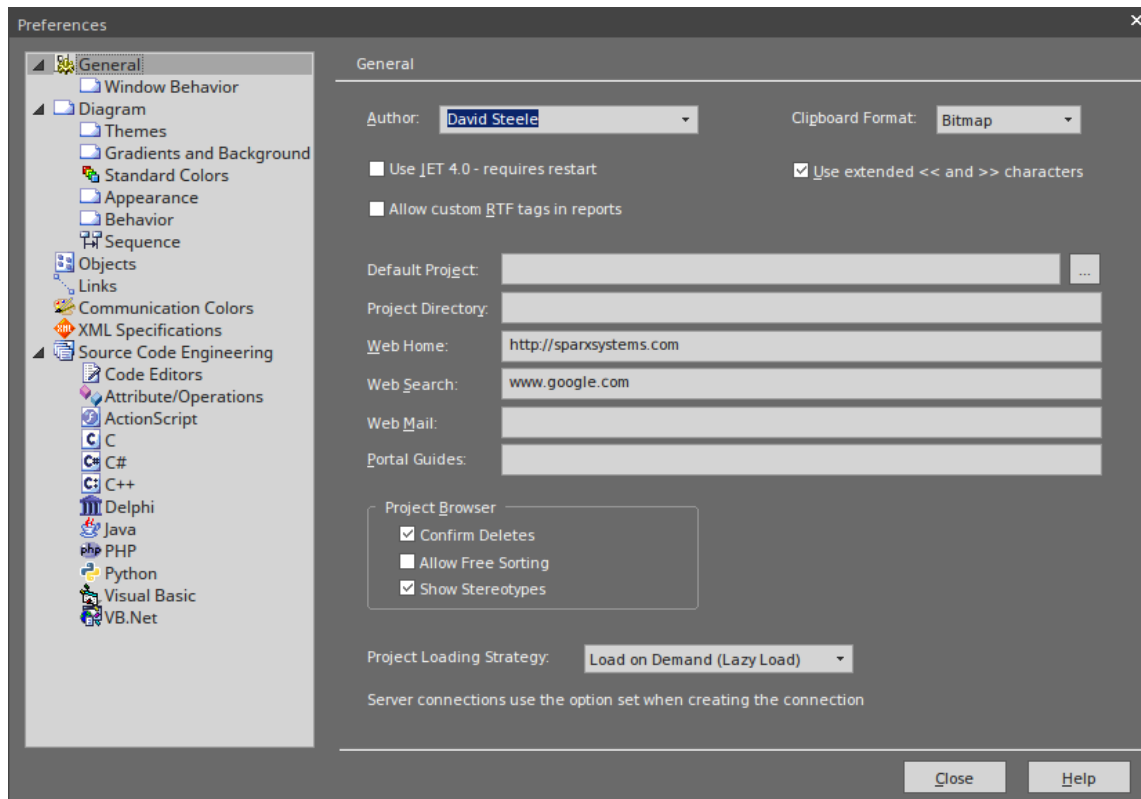 Preferences
General
Window Behavior
Diagram
Themes
Gradients and Background
Standard Colors
Appearance
Behavior
Sequence
Objects
Links
Communication Colors
XML Specifications
Source Code Engineering
Code Editors
Attribute/Operations
ActionScript
C
C#
C++
Delphi
Java
PHP
Python
Visual Basic
VB.Net
General
Author: David Steele Clipboard Format: Bitmap
Use JET 4.0 - requires restart Use extended << and >> characters
Allow custom RTF tags in reports
Default Project: ...
Project Directory:
Web Home: http://sparxsystems.com
Web Search: www.google.com
Web Mail:
Portal Guides:
Project Browser
Confirm Deletes
Allow Free Sorting
Show Stereotypes
Project Loading Strategy: Load on Demand (Lazy Load)
Server connections use the option set when creating the connection
Close Help